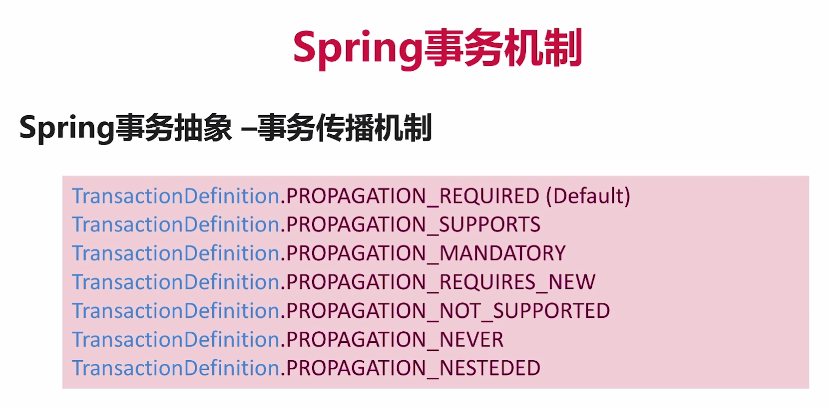 Spring事务机制
Spring事务抽象 –事务传播机制
TransactionDefinition.PROPAGATION_REQUIRED (Default)
TransactionDefinition.PROPAGATION_SUPPORTS
TransactionDefinition.PROPAGATION_MANDATORY
TransactionDefinition.PROPAGATION_REQUIRES_NEW
TransactionDefinition.PROPAGATION_NOT_SUPPORTED
TransactionDefinition.PROPAGATION_NEVER
TransactionDefinition.PROPAGATION_NESTEDED